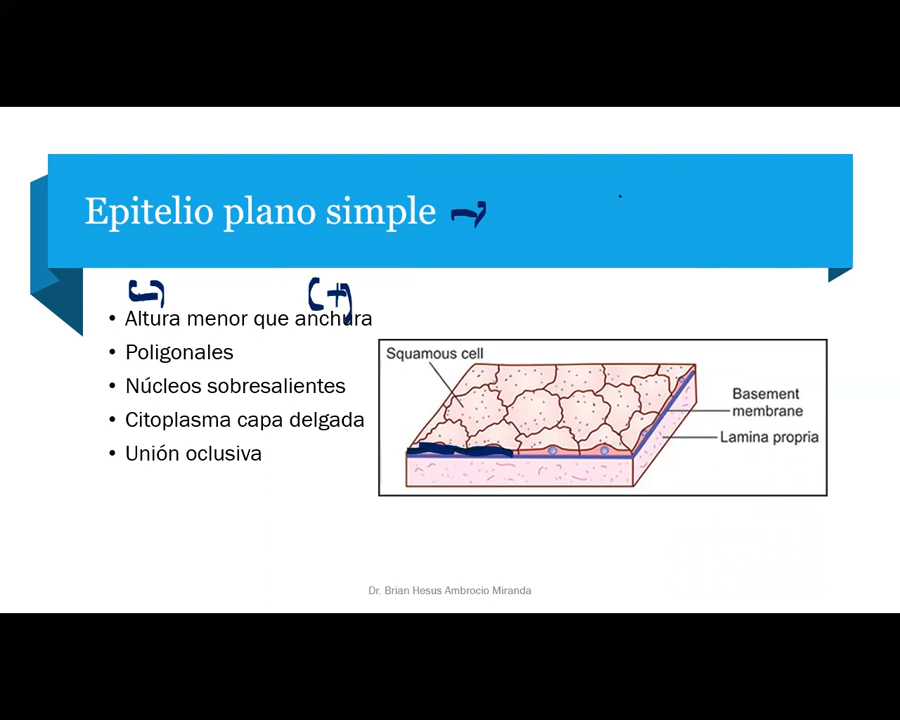 Epitelio plano simple
(-) (+)
• Altura menor que anchura
• Poligonales
• Núcleos sobresalientes
• Citoplasma capa delgada
• Unión oclusiva
Squamous cell
Basement
membrane
Lamina propria
Dr. Brian Hesus Ambrocio Miranda